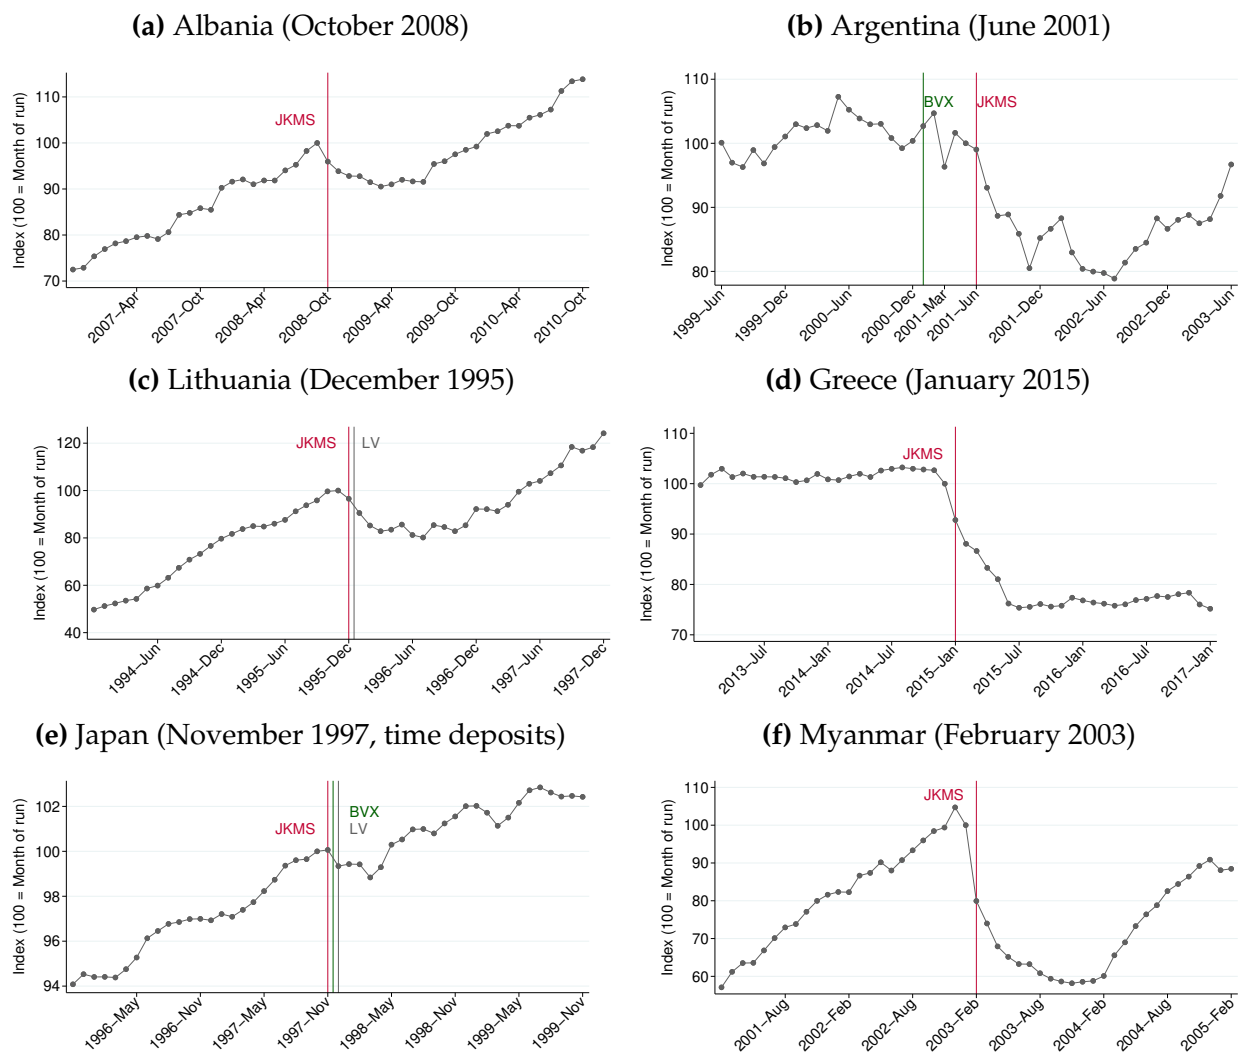 (a) Albania (October 2008)
Index (100 = Month of run)
110
100
90
80
70
JKMS
2007–Apr
2007–Oct
2008–Apr
2008–Oct
2009–Apr
2009–Oct
2010–Apr
2010–Oct
(b) Argentina (June 2001)
Index (100 = Month of run)
110
100
90
80
BVX
JKMS
1999–Jun
1999–Dec
2000–Jun
2000–Dec
2001–Mar
2001–Jun
2001–Dec
2002–Jun
2002–Dec
2003–Jun
(c) Lithuania (December 1995)
Index (100 = Month of run)
120
100
80
60
40
JKMS
LV
1994–Jun
1994–Dec
1995–Jun
1995–Dec
1996–Jun
1996–Dec
1997–Jun
1997–Dec
(d) Greece (January 2015)
Index (100 = Month of run)
110
100
90
80
70
JKMS
2013–Jul
2014–Jan
2014–Jul
2015–Jan
2015–Jul
2016–Jan
2016–Jul
2017–Jan
(e) Japan (November 1997, time deposits)
Index (100 = Month of run)
102
100
98
96
94
JKMS
BVX
LV
1996–May
1996–Nov
1997–May
1997–Nov
1998–May
1998–Nov
1999–May
1999–Nov
(f) Myanmar (February 2003)
Index (100 = Month of run)
110
100
90
80
70
60
JKMS
2001–Aug
2002–Feb
2002–Aug
2003–Feb
2003–Aug
2004–Feb
2004–Aug
2005–Feb